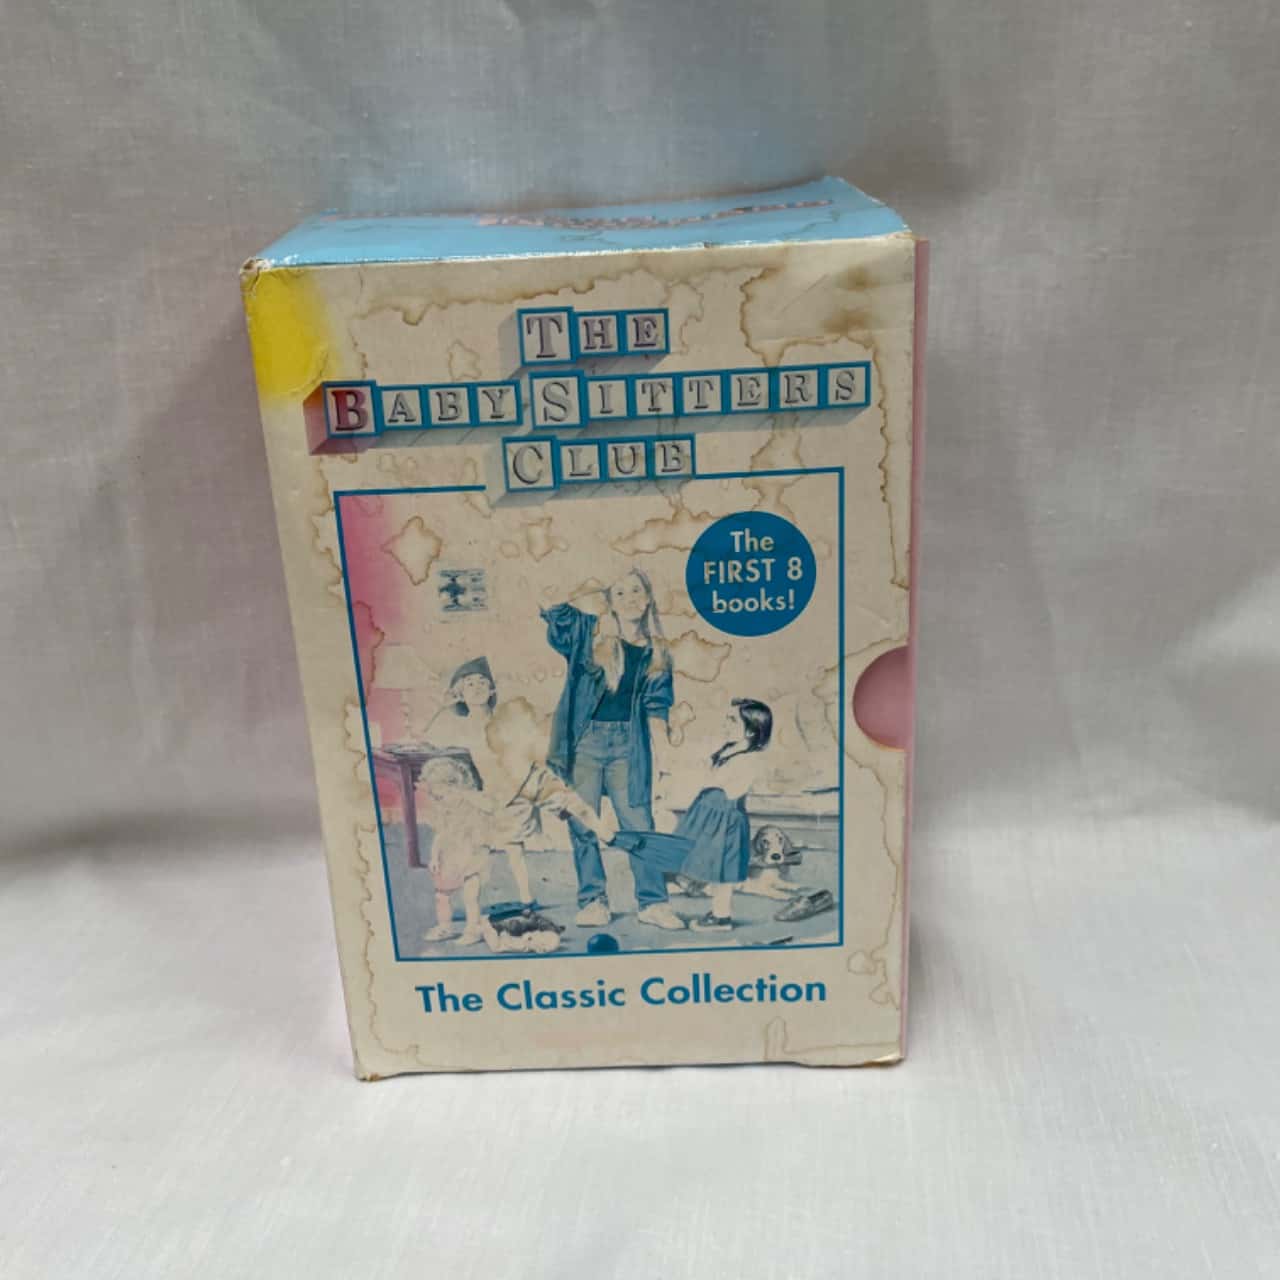 THE
BABY SITTERS
CLUB
The
FIRST 8
books!
The Classic Collection